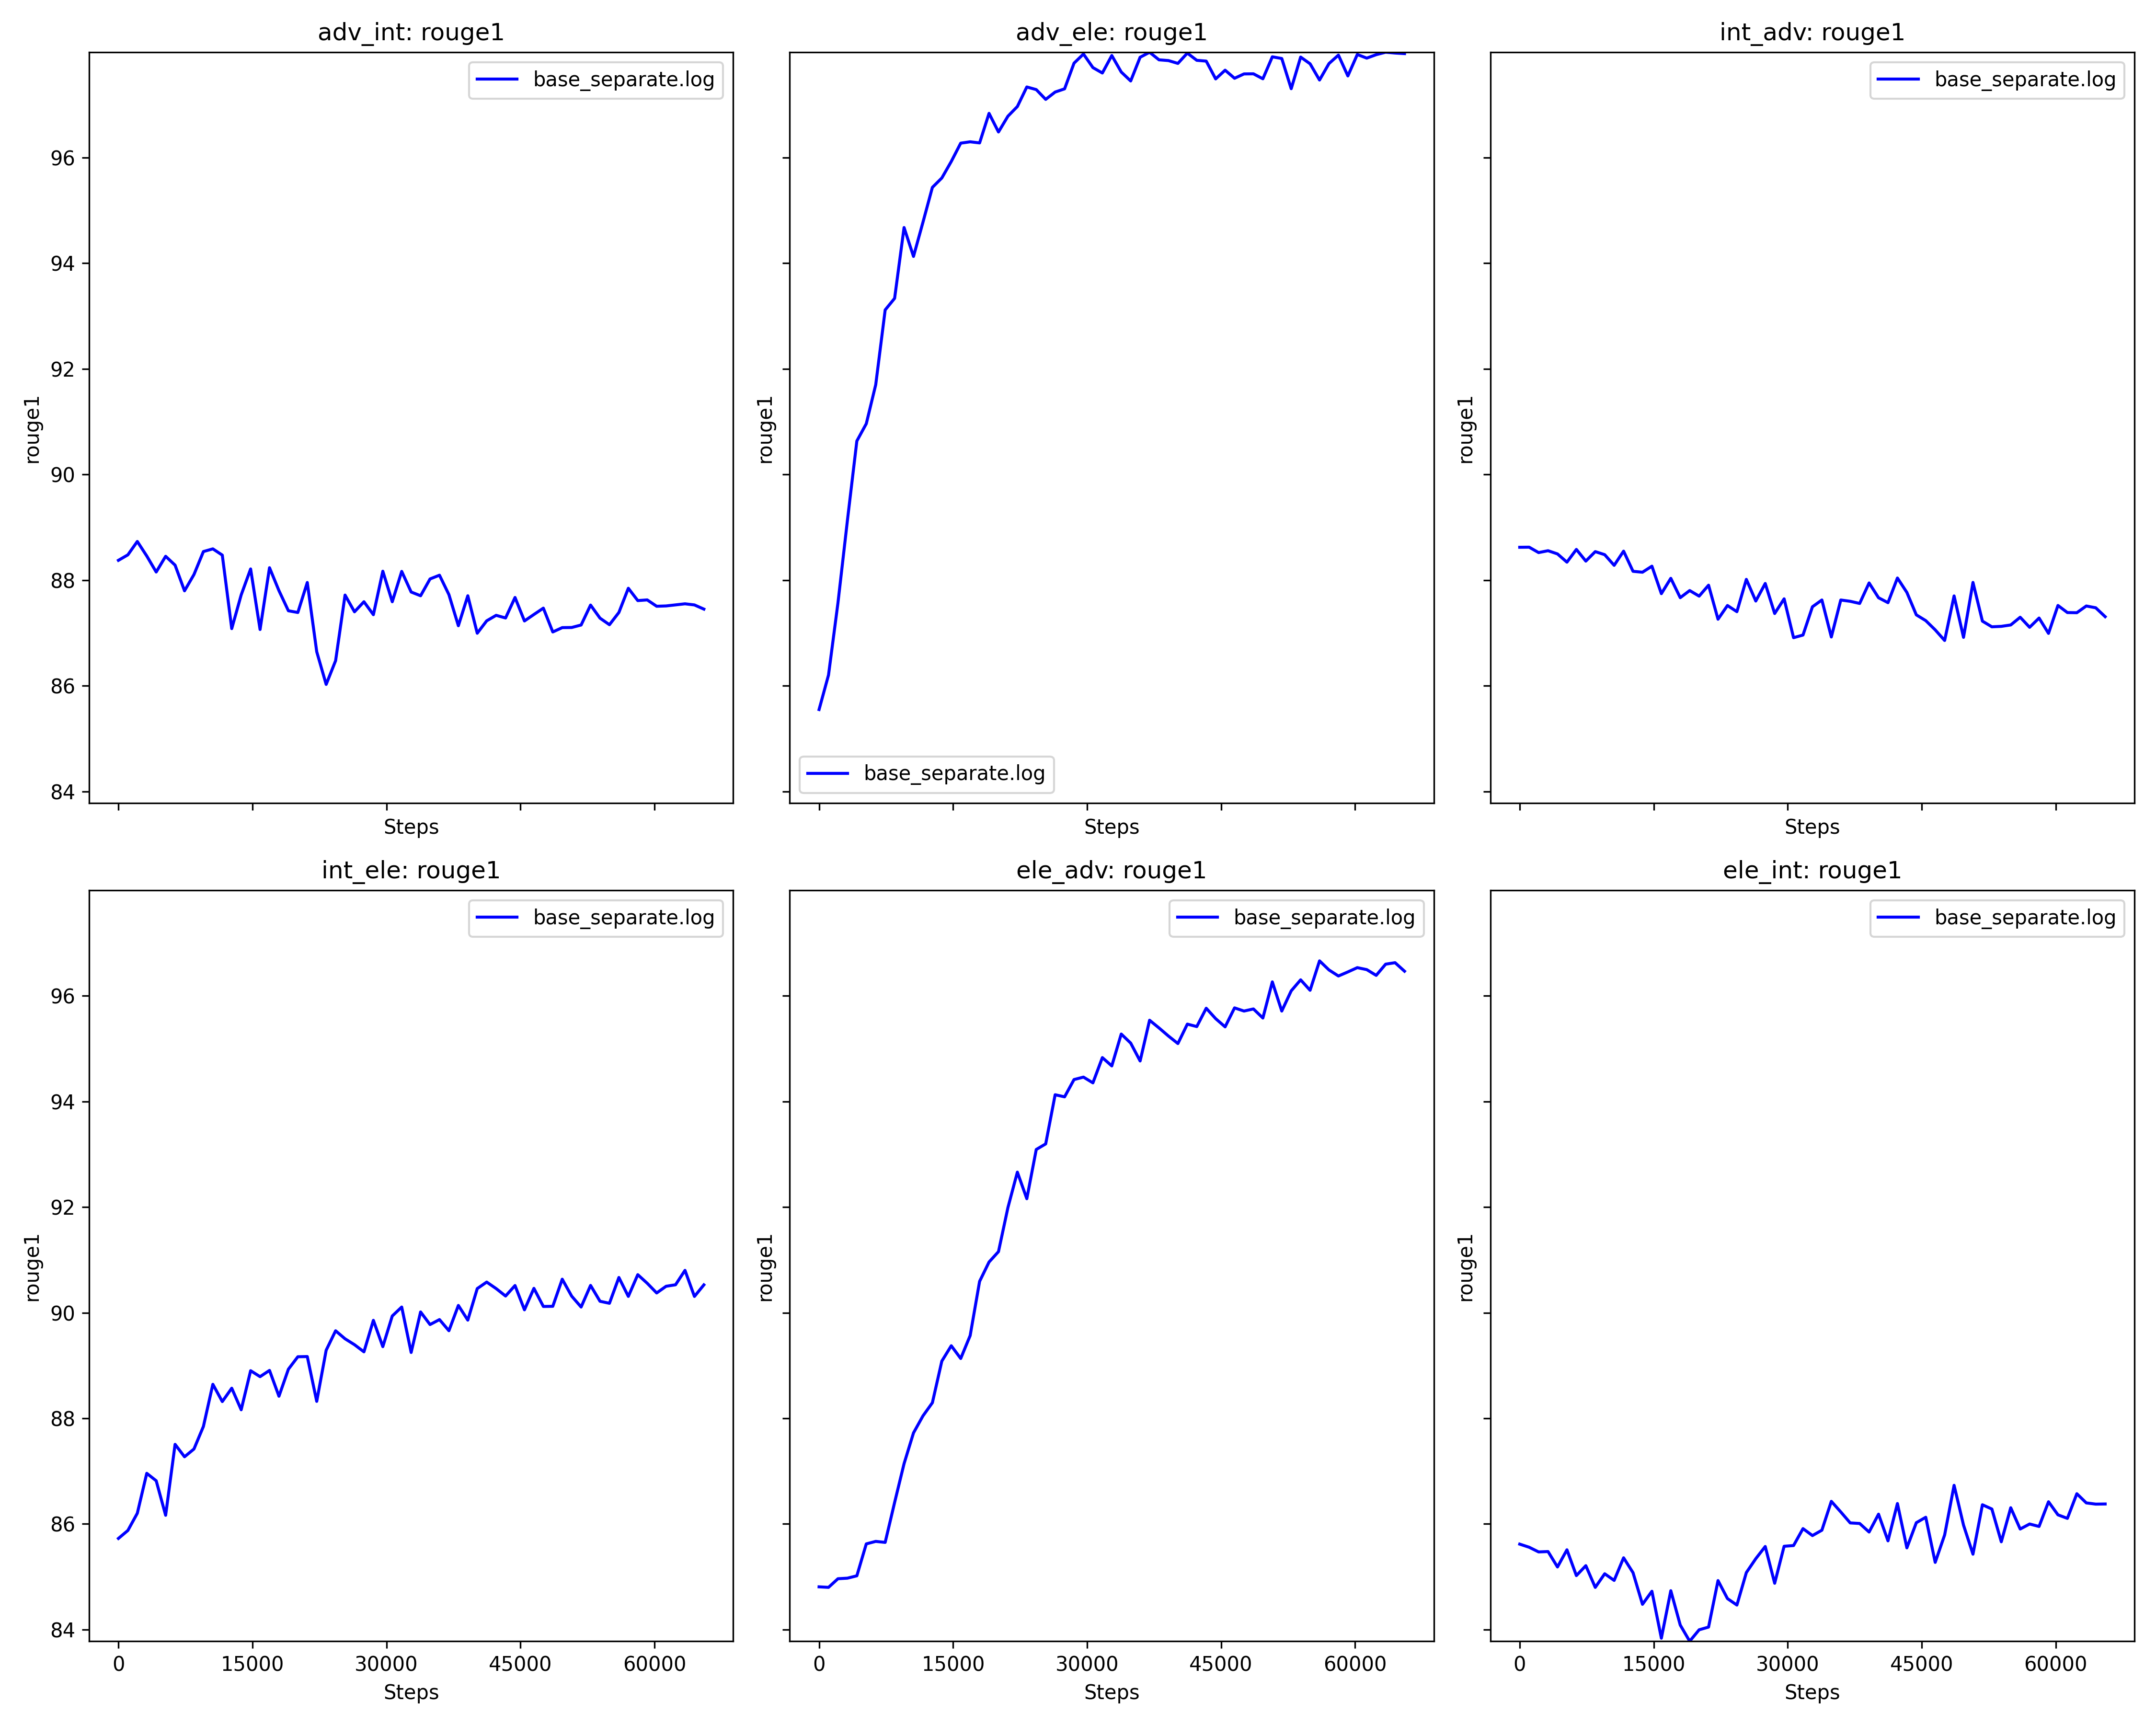 adv_int: rouge1
base_separate.log
96
94
92
90
88
86
84
rouge1
Steps
adv_ele: rouge1
base_separate.log
rouge1
Steps
int_adv: rouge1
base_separate.log
rouge1
Steps
int_ele: rouge1
base_separate.log
96
94
92
90
88
86
84
rouge1
0 15000 30000 45000 60000
Steps
ele_adv: rouge1
base_separate.log
rouge1
0 15000 30000 45000 60000
Steps
ele_int: rouge1
base_separate.log
rouge1
0 15000 30000 45000 60000
Steps